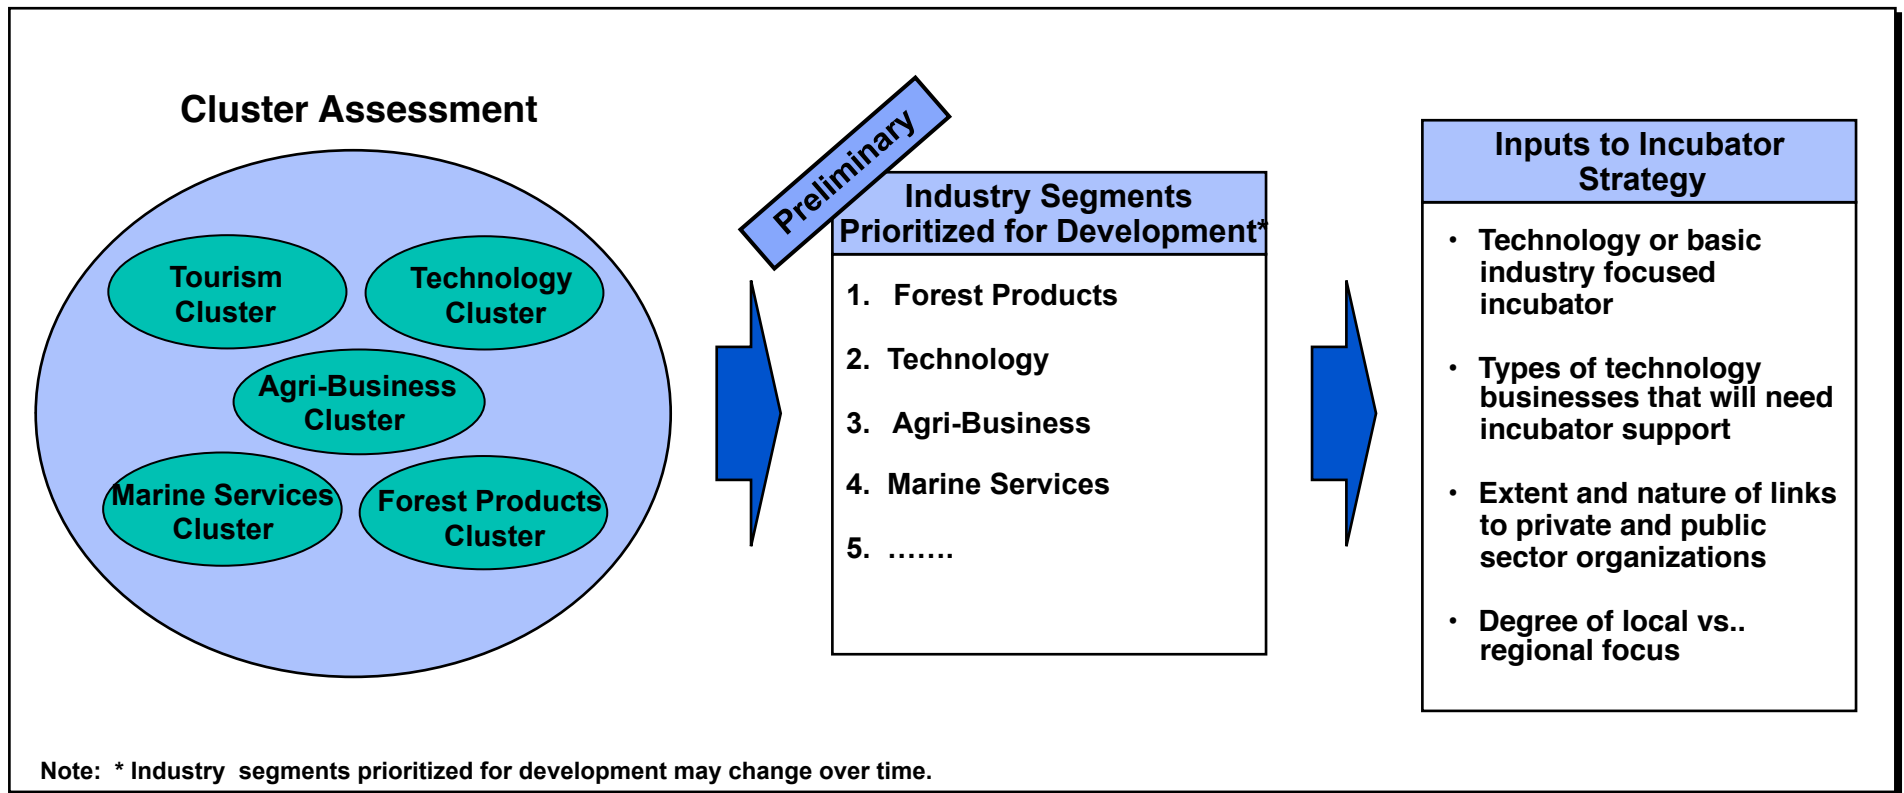 Cluster Assessment
Tourism
Cluster
Technology
Cluster
Agri-Business
Cluster
Marine Services
Cluster
Forest Products
Cluster
Preliminary
Industry Segments
Prioritized for Development*
1. Forest Products
2. Technology
3. Agri-Business
4. Marine Services
5. .......
Inputs to Incubator
Strategy
• Technology or basic
industry focused
incubator
• Types of technology
businesses that will need
incubator support
• Extent and nature of links
to private and public
sector organizations
• Degree of local vs..
regional focus
Note: * Industry segments prioritized for development may change over time.